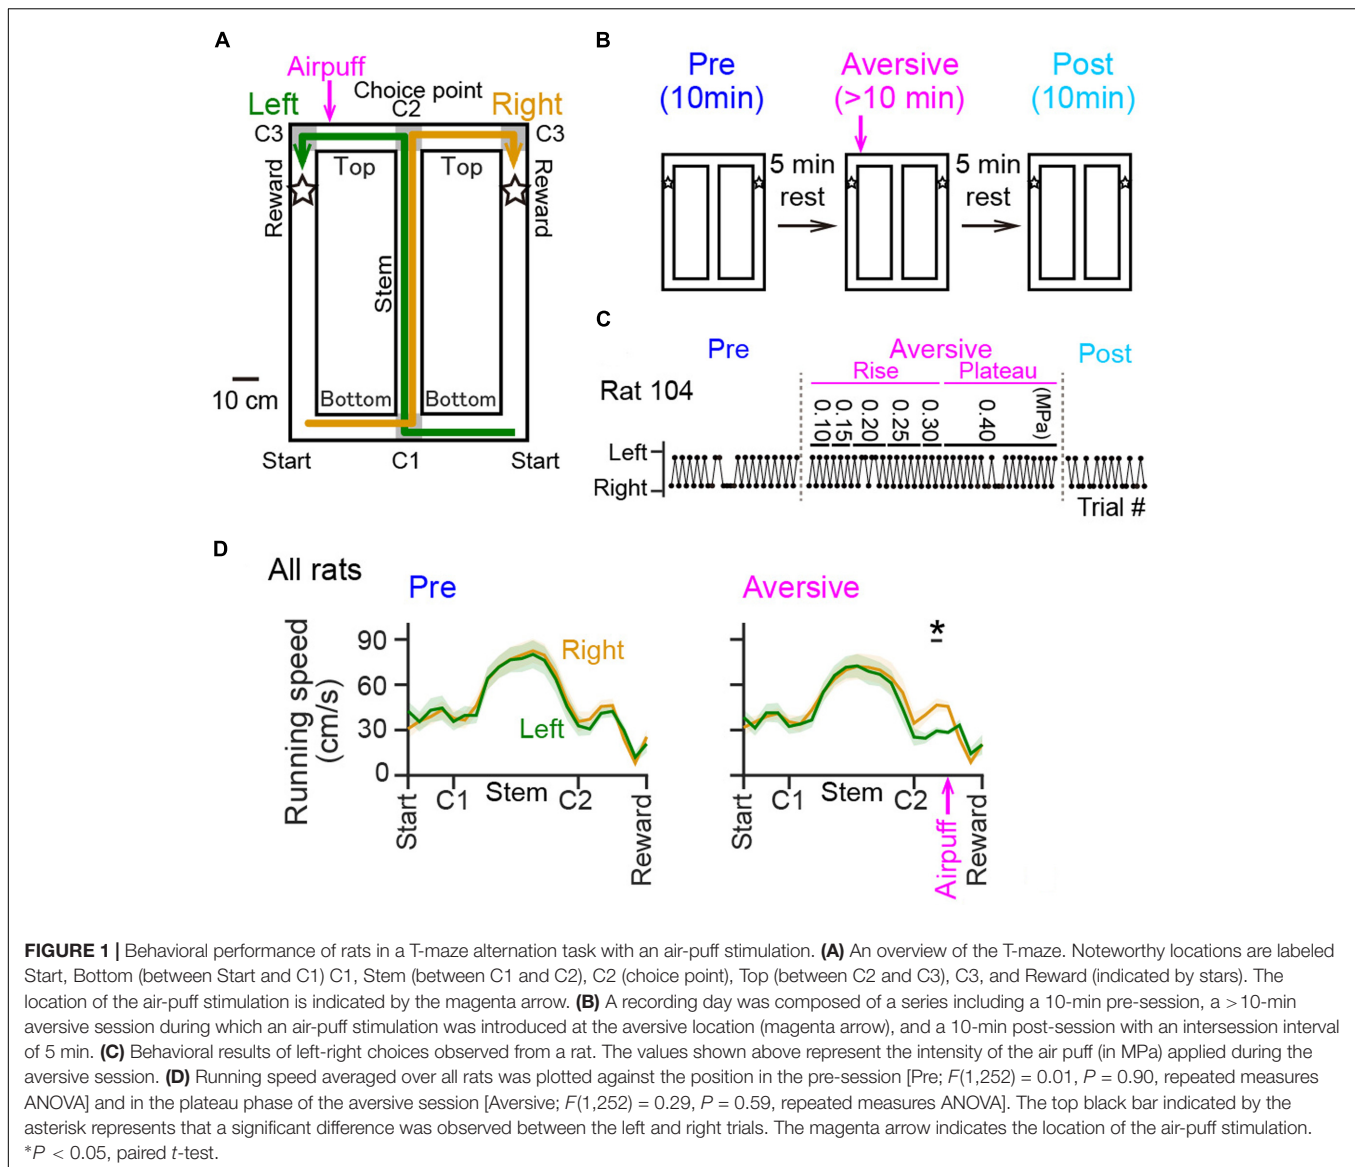 A
Airpuff
Choice point
Left
C2
Right
C3
C3
Top
Top
Reward
Reward
Stem
10 cm
Bottom
Bottom
Start
C1
Start
B
Pre
(10min)
Aversive
(>10 min)
Post
(10min)
5 min
rest
5 min
rest
C
Pre
Aversive
Post
Rise
Plateau
Rat 104
0.10
0.15
0.20
0.25
0.30
0.40
(MPa)
Left
Right
Trial #
D
All rats
Pre
Aversive
Running speed
(cm/s)
90
60
30
0
Right
Left
Start
C1
Stem
C2
Reward
*
Start
C1
Stem
C2
Airpuff
Reward
FIGURE 1 | Behavioral performance of rats in a T-maze alternation task with an air-puff stimulation. (A) An overview of the T-maze. Noteworthy locations are labeled
Start, Bottom (between Start and C1) C1, Stem (between C1 and C2), C2 (choice point), Top (between C2 and C3), C3, and Reward (indicated by stars). The
location of the air-puff stimulation is indicated by the magenta arrow. (B) A recording day was composed of a series including a 10-min pre-session, a >10-min
aversive session during which an air-puff stimulation was introduced at the aversive location (magenta arrow), and a 10-min post-session with an intersession interval
of 5 min. (C) Behavioral results of left-right choices observed from a rat. The values shown above represent the intensity of the air puff (in MPa) applied during the
aversive session. (D) Running speed averaged over all rats was plotted against the position in the pre-session [Pre; F(1,252) = 0.01, P = 0.90, repeated measures
ANOVA] and in the plateau phase of the aversive session [Aversive; F(1,252) = 0.29, P = 0.59, repeated measures ANOVA]. The top black bar indicated by the
asterisk represents that a significant difference was observed between the left and right trials. The magenta arrow indicates the location of the air-puff stimulation.
*P < 0.05, paired t-test.